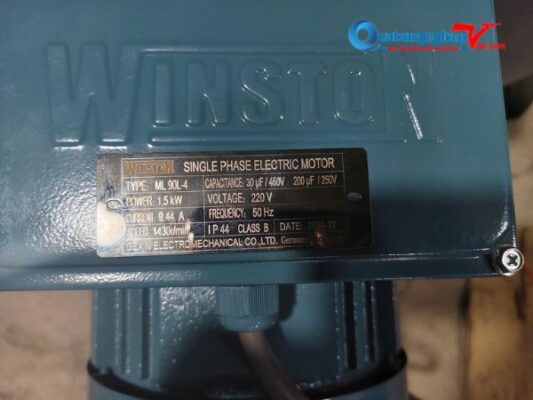 WINSTON
WINSTON SINGLE PHASE ELECTRIC MOTOR
TYPE: ML 90L-4 CAPACITANCE: 30 µF / 460V 200 µF / 250V
POWER: 1.5 kW VOLTAGE: 220 V
CURRENT 9.44 A FREQUENCY: 50 Hz
SPEED 1430r/min IP 44 CLASS B DATE:
ELECTROMECHANICAL CO.,LTD. Germany